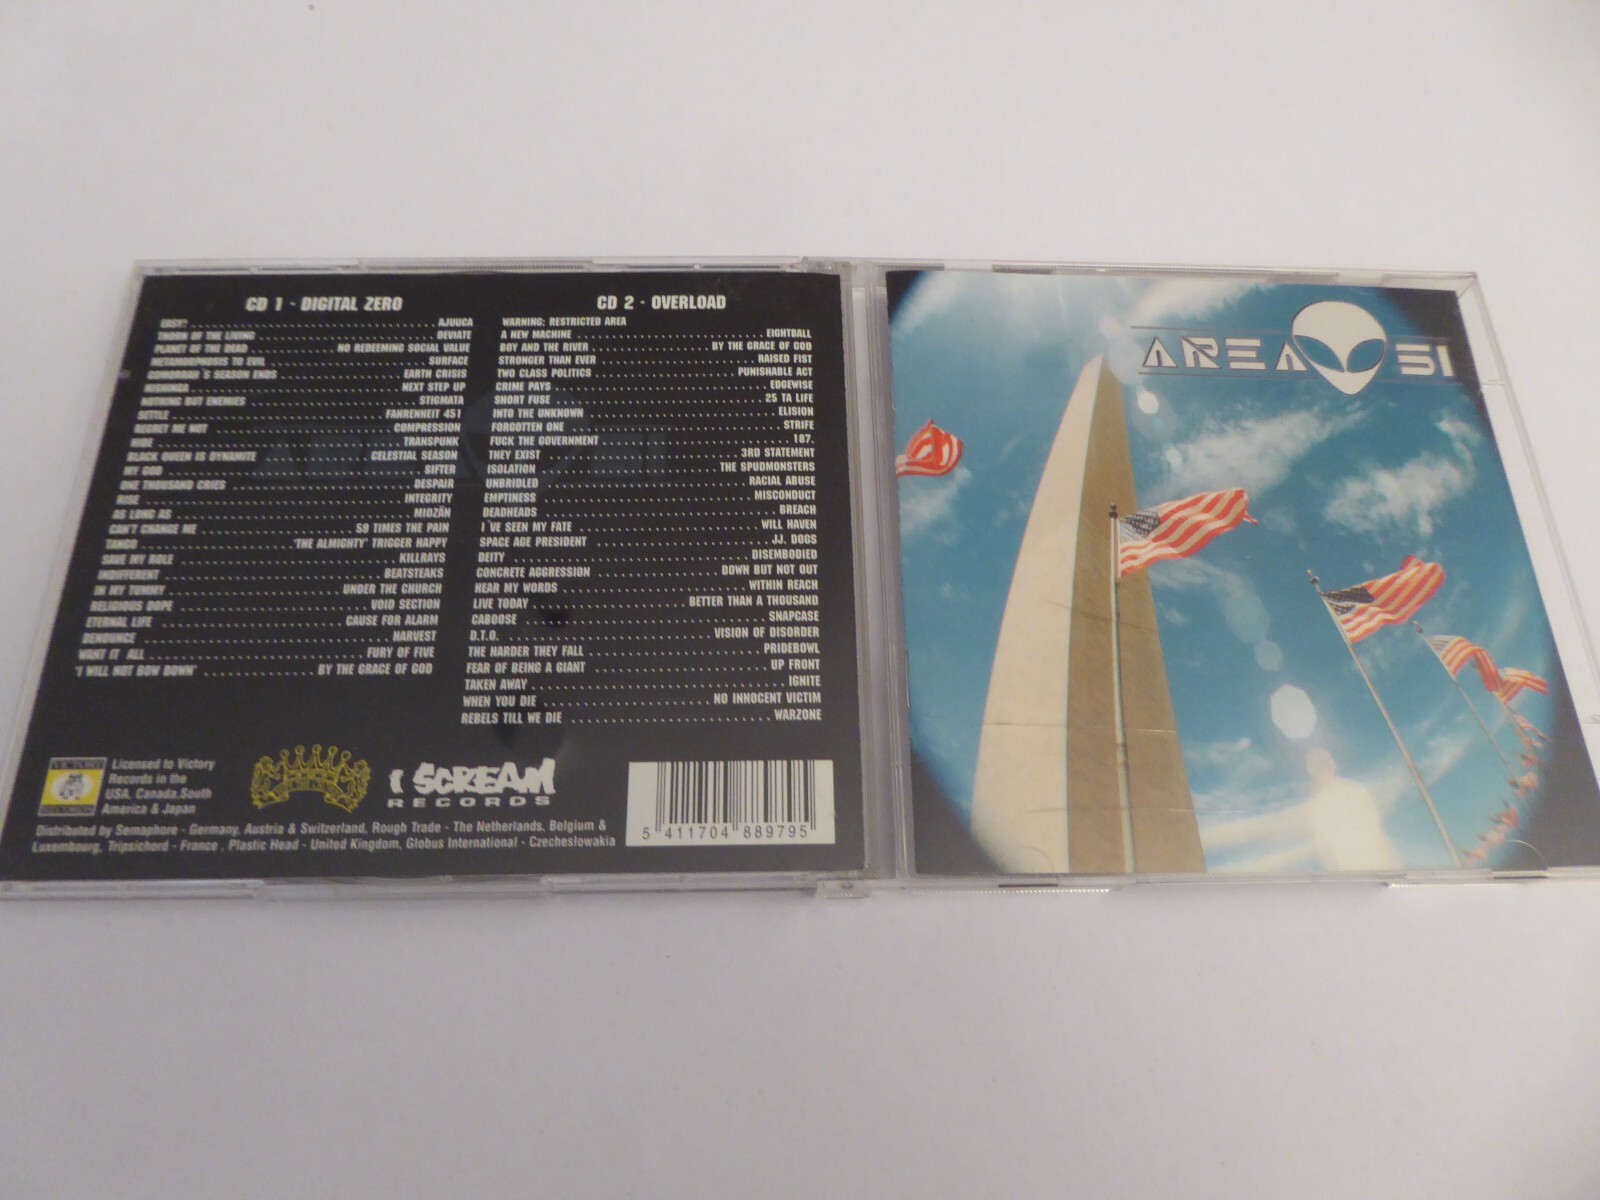 CD 1 - DIGITAL ZERO
EASY? AJUUCA
THORN OF THE LIVING DEVIATE
PLANET OF THE DEAD NO REDEEMING SOCIAL VALUE
METAMORPHOSIS TO EVIL SURFACE
GOMORRAH'S SEASON ENDS EARTH CRISIS
NISHINGA NEXT STEP UP
NOTHING BUT ENEMIES STIGMATA
SETTLE FAHRENHEIT 451
REGRET ME NOT COMPRESSION
HIDE TRANSPUNK
BLACK QUEEN IS DYNAMITE CELESTIAL SEASON
MY GOD SIFTER
ONE THOUSAND CRIES DESPAIR
RISE INTEGRITY
AS LONG AS MIOZÄN
CAN'T CHANGE ME 59 TIMES THE PAIN
TANGO 'THE ALMIGHTY' TRIGGER HAPPY
SAVE MY ROLE KILLRAYS
INDIFFERENT BEATSTEAKS
IN MY TUMMY UNDER THE CHURCH
RELIGIOUS DOPE VOID SECTION
ETERNAL LIFE CAUSE FOR ALARM
DENOUNCE HARVEST
WANT IT ALL FURY OF FIVE
'I WILL NOT BOW DOWN' BY THE GRACE OF GOD
CD 2 - OVERLOAD
WARNING: RESTRICTED AREA
A NEW MACHINE EIGHTBALL
BOY AND THE RIVER BY THE GRACE OF GOD
STRONGER THAN EVER RAISED FIST
TWO CLASS POLITICS PUNISHABLE ACT
CRIME PAYS EDGEWISE
SHORT FUSE 25 TA LIFE
INTO THE UNKNOWN ELISION
FORGOTTEN ONE STRIFE
FUCK THE GOVERNMENT 187.
THEY EXIST 3RD STATEMENT
ISOLATION THE SPUDMONSTERS
UNBRIDLED RACIAL ABUSE
EMPTINESS MISCONDUCT
DEADHEADS BREACH
I'VE SEEN MY FATE WILL HAVEN
SPACE AGE PRESIDENT JJ. DOGS
DEITY DISEMBODIED
CONCRETE AGGRESSION DOWN BUT NOT OUT
HEAR MY WORDS WITHIN REACH
LIVE TODAY BETTER THAN A THOUSAND
CABOOSE SNAPCASE
D.T.O. VISION OF DISORDER
THE HARDER THEY FALL PRIDEBOWL
FEAR OF BEING A GIANT UP FRONT
TAKEN AWAY IGNITE
WHEN YOU DIE NO INNOCENT VICTIM
REBELS TILL WE DIE WARZONE
VICTORY
RECORDS
Licensed to Victory
Records in the
USA, Canada,South
America & Japan
I SCREAM
RECORDS
5 411704 889795
Distributed by Semaphore - Germany, Austria & Switzerland, Rough Trade - The Netherlands, Belgium &
Luxembourg, Tripsichord - France , Plastic Head - United Kingdom, Globus International - Czecheslowakia
AREA 51